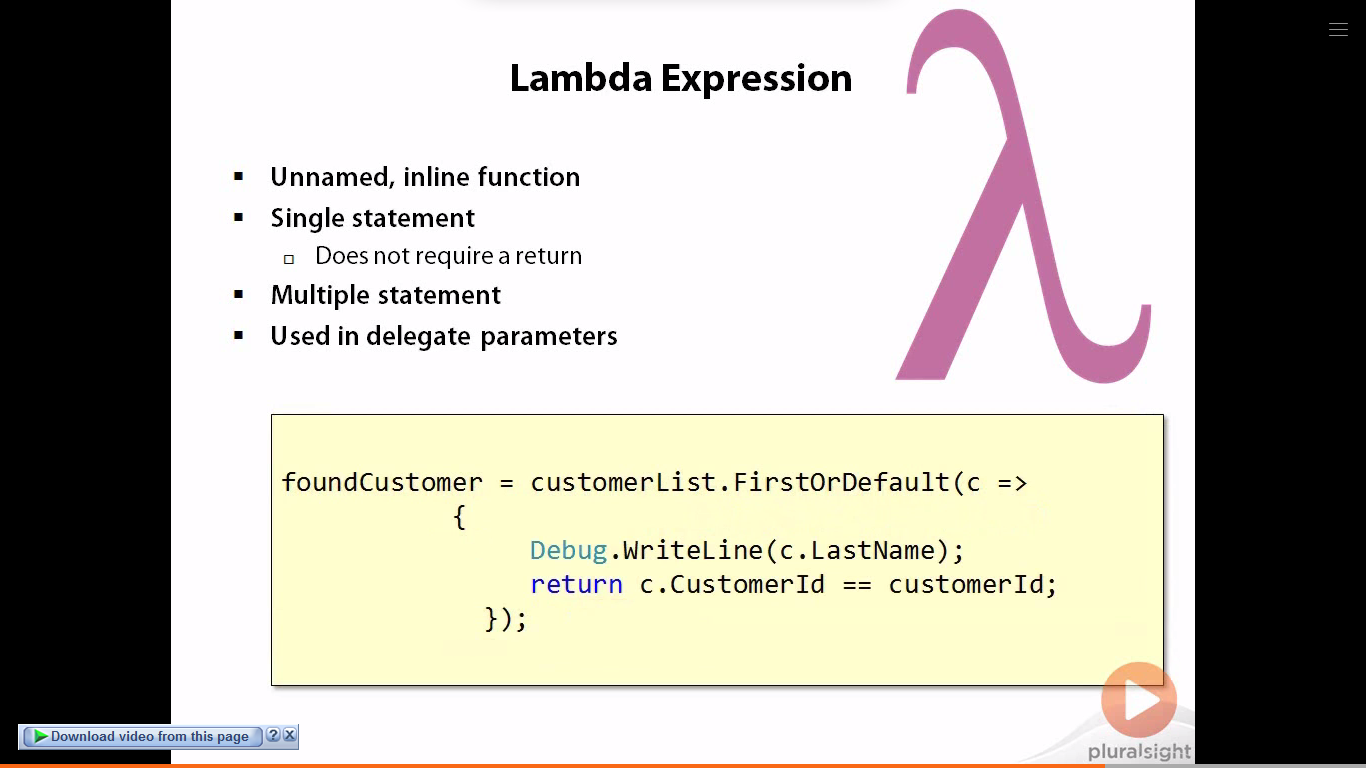 Lambda Expression
Unnamed, inline function
Single statement
Does not require a return
Multiple statement
Used in delegate parameters
λ
foundCustomer = customerList.FirstOrDefault(c =>
{
Debug.WriteLine(c.LastName);
return c.CustomerId == customerId;
});
Download video from this page ? X
pluralsight